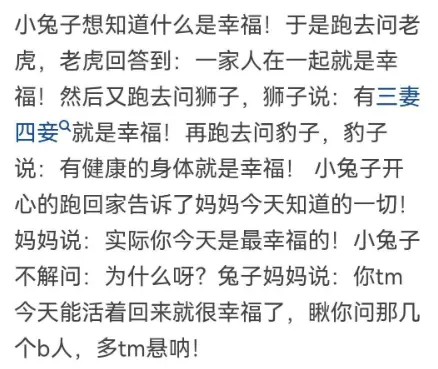 小兔子想知道什么是幸福！于是跑去问老
虎，老虎回答到：一家人在一起就是幸
福！然后又跑去问狮子，狮子说：有三妻
四妾就是幸福！再跑去问豹子，豹子
说：有健康的身体就是幸福！ 小兔子开
心的跑回家告诉了妈妈今天知道的一切！
妈妈说：实际你今天是最幸福的！小兔子
不解问：为什么呀？兔子妈妈说：你tm
今天能活着回来就很幸福了，瞅你问那几
个b人，多tm悬呐！